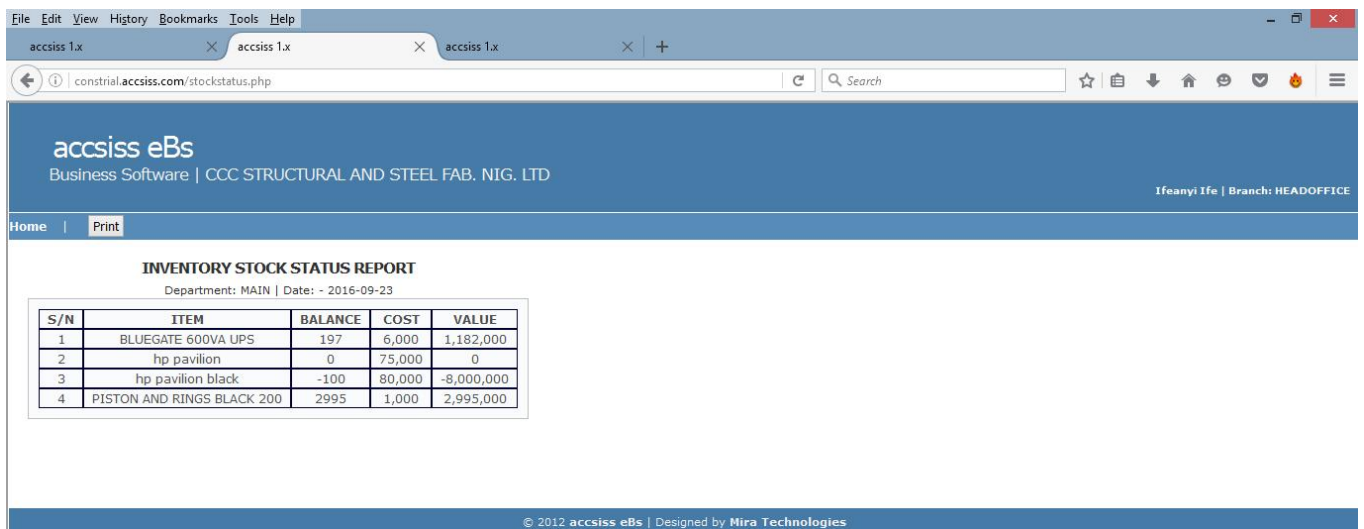 File Edit View History Bookmarks Tools Help
accsiss 1.x accsiss 1.x accsiss 1.x
constrial.accsiss.com/stockstatus.php Search
accsiss eBs
Business Software | CCC STRUCTURAL AND STEEL FAB. NIG. LTD
Ifeanyi Ife | Branch: HEADOFFICE
Home | Print
INVENTORY STOCK STATUS REPORT
Department: MAIN | Date: - 2016-09-23
S/N ITEM BALANCE COST VALUE
1 BLUEGATE 600VA UPS 197 6,000 1,182,000
2 hp pavilion 0 75,000 0
3 hp pavilion black -100 80,000 -8,000,000
4 PISTON AND RINGS BLACK 200 2995 1,000 2,995,000
© 2012 accsiss eBs | Designed by Mira Technologies